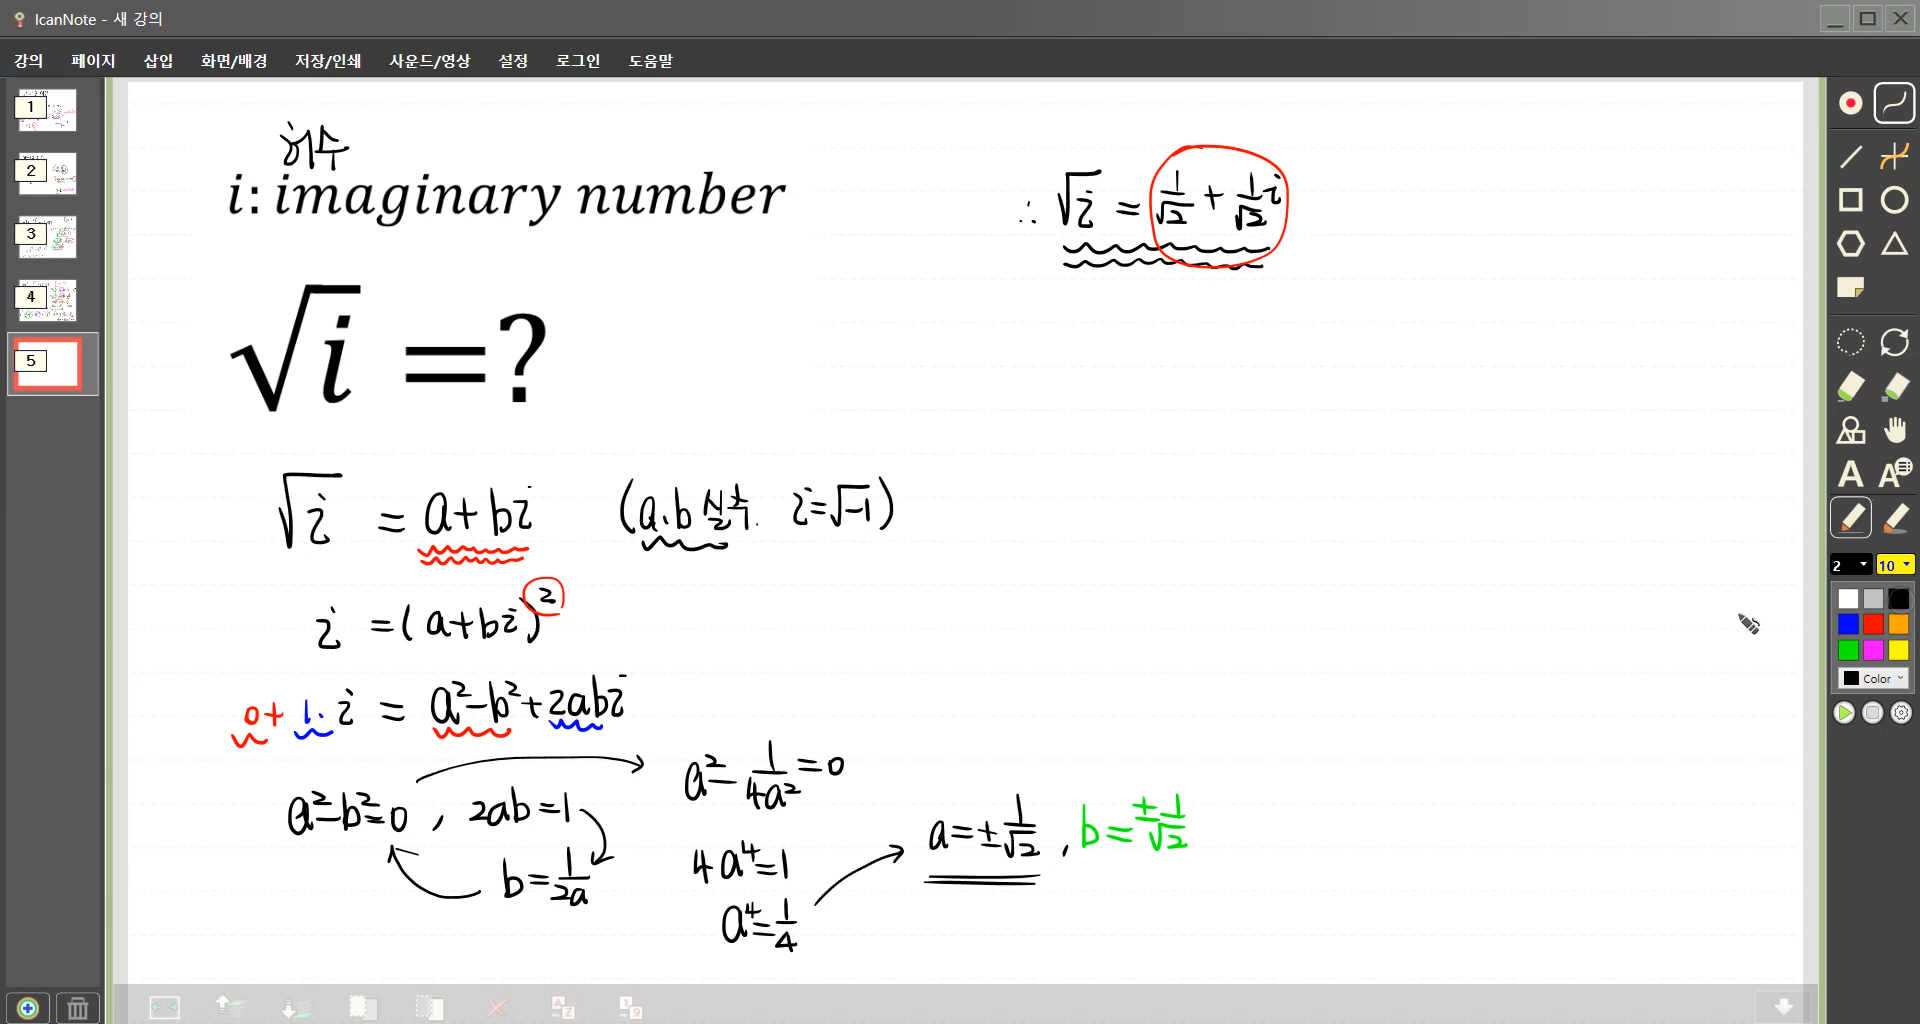 IcanNote - 새 강의
강의 페이지 삽입 화면/배경 저장/인쇄 사운드/영상 설정 로그인 도움말
1
2
3
4
5
허수
i: imaginary number
√i =?
√i = a+bi (a.b 실수. i=√-1)
i =(a+bi)²
0+ 1. i = a²-b²+2abi
a²-b²=0 , 2ab=1
b=1/2a
a²-1/4a²=0
4a⁴=1
a⁴=1/4
a=±1/√2 , b=±1/√2
∴ √i = 1/√2 + 1/√2 i
A A
2 10
Color